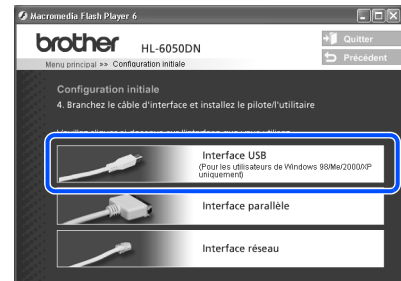 Macromedia Flash Player 6
brother HL-6050DN
Quitter
Menu principal »» Configuration initiale
Précédent
Configuration initiale
4. Branchez le câble d'interface et installez le pilote/l'utilitaire
Interface USB
(Pour les utilisateurs de Windows 98/Me/2000/XP
uniquement)
Interface parallèle
Interface réseau